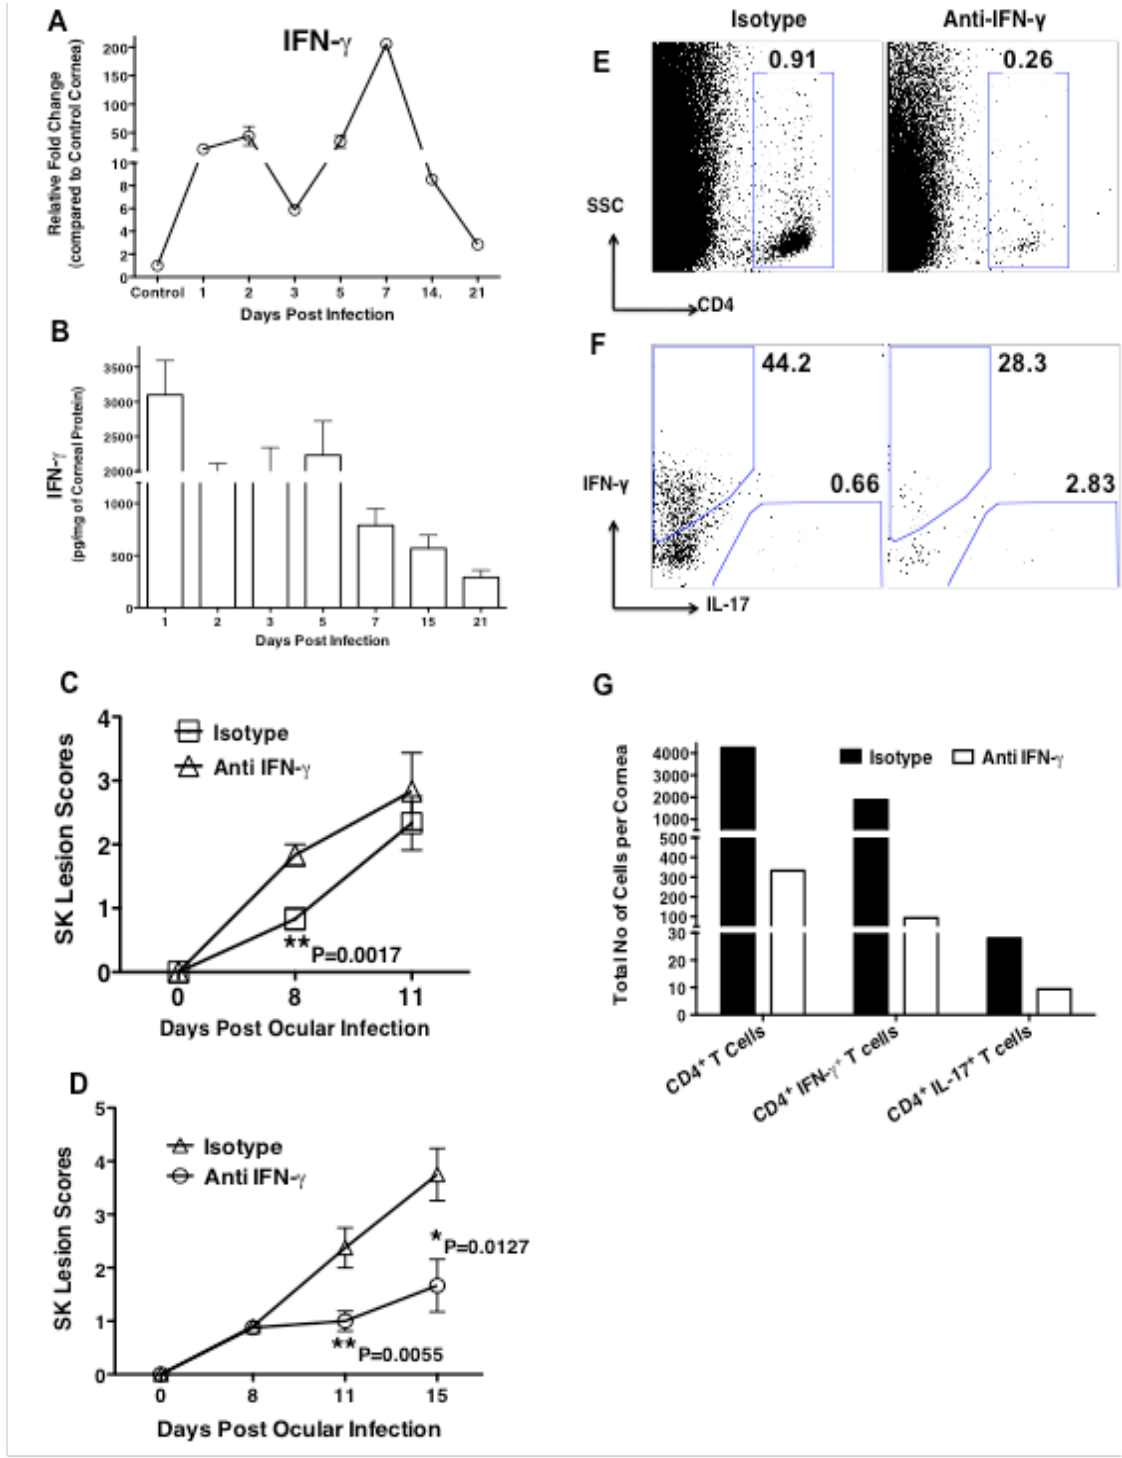 A
IFN-γ
Relative Fold Change
(compared to Control Cornea)
200
150
100
50
10
8
6
4
2
0
Control 1 2 3 5 7 14. 21
Days Post Infection
B
IFN-γ
(pg/mg of Corneal Protein)
3500
3000
2500
2000
1000
500
0
1 2 3 5 7 15 21
Days Post Infection
C
SK Lesion Scores
4
3
2
1
0
Isotype
Anti IFN-γ
**P=0.0017
0 8 11
Days Post Ocular Infection
D
SK Lesion Scores
5
4
3
2
1
0
Isotype
Anti IFN-γ
*P=0.0127
**P=0.0055
0 8 11 15
Days Post Ocular Infection
E
Isotype Anti-IFN-γ
0.91 0.26
SSC
CD4
F
44.2 28.3
0.66 2.83
IFN-γ
IL-17
G
Total No of Cells per Cornea
4000
3000
2000
1000
500
400
300
200
100
30
20
10
0
Isotype Anti IFN-γ
CD4+ T Cells
CD4+ IFN-γ+ T cells
CD4+ IL-17+ T cells